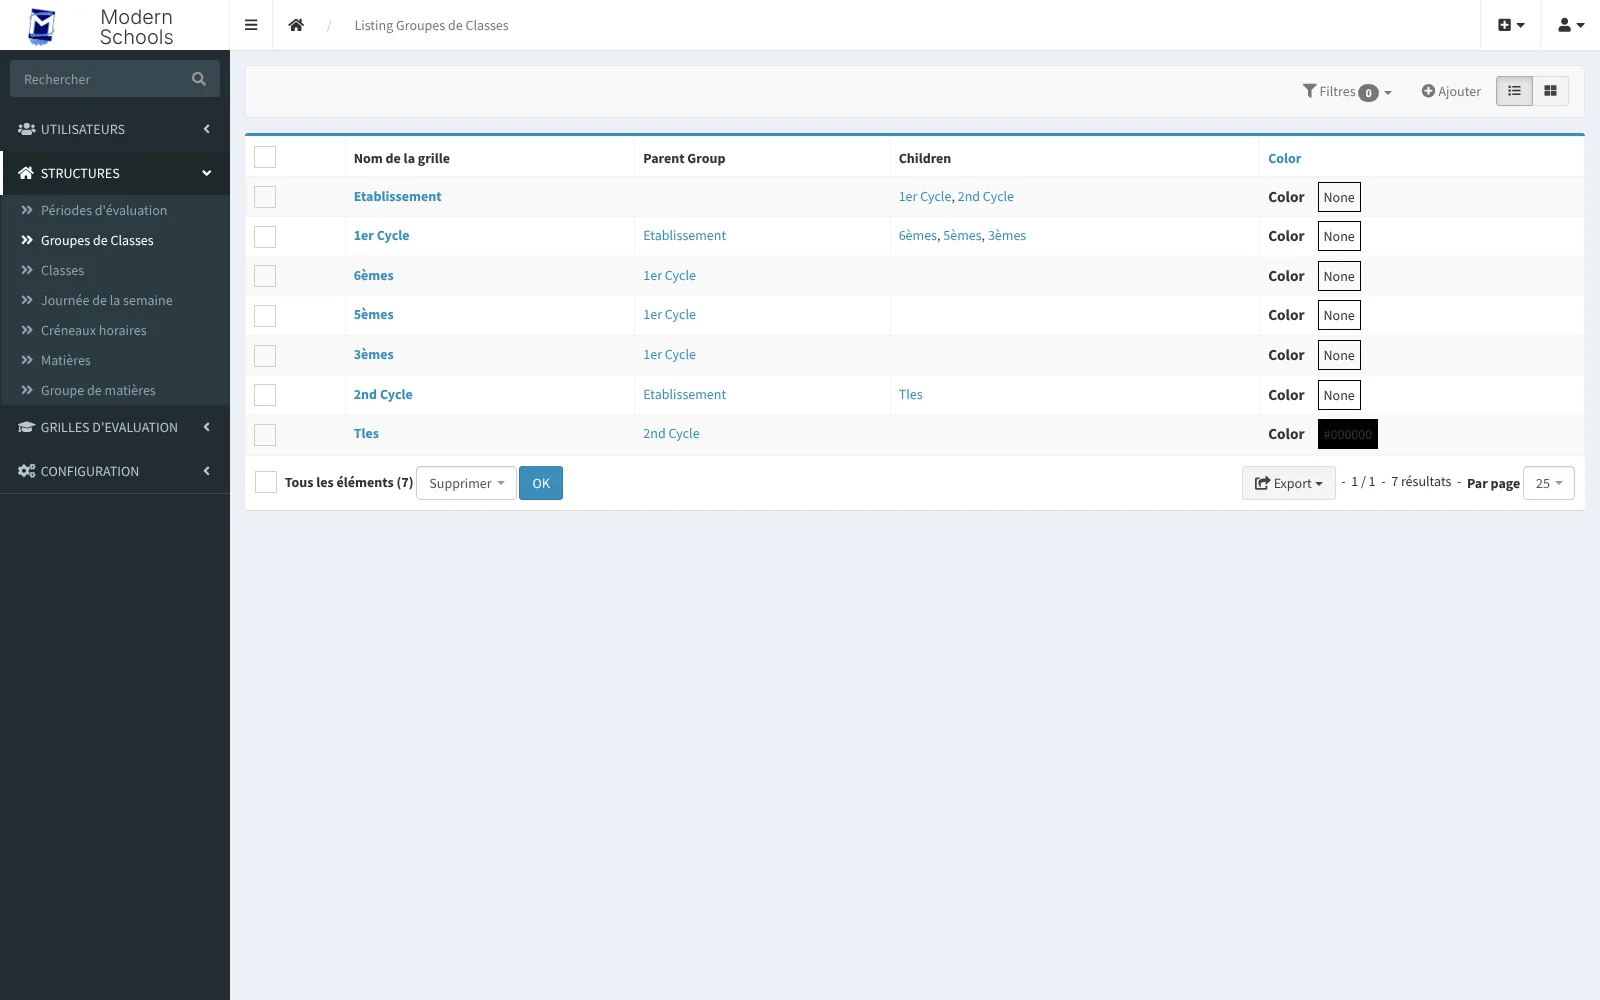 Modern
Schools
/ Listing Groupes de Classes
Rechercher
Filtres 0
Ajouter
UTILISATEURS
STRUCTURES
Périodes d'évaluation
Groupes de Classes
Classes
Journée de la semaine
Créneaux horaires
Matières
Groupe de matières
GRILLES D'EVALUATION
CONFIGURATION
Nom de la grille Parent Group Children Color
Etablissement 1er Cycle, 2nd Cycle Color None
1er Cycle Etablissement 6èmes, 5èmes, 3èmes Color None
6èmes 1er Cycle Color None
5èmes 1er Cycle Color None
3èmes 1er Cycle Color None
2nd Cycle Etablissement Tles Color None
Tles 2nd Cycle Color #000000
Tous les éléments (7) Supprimer OK Export - 1 / 1 - 7 résultats - Par page 25